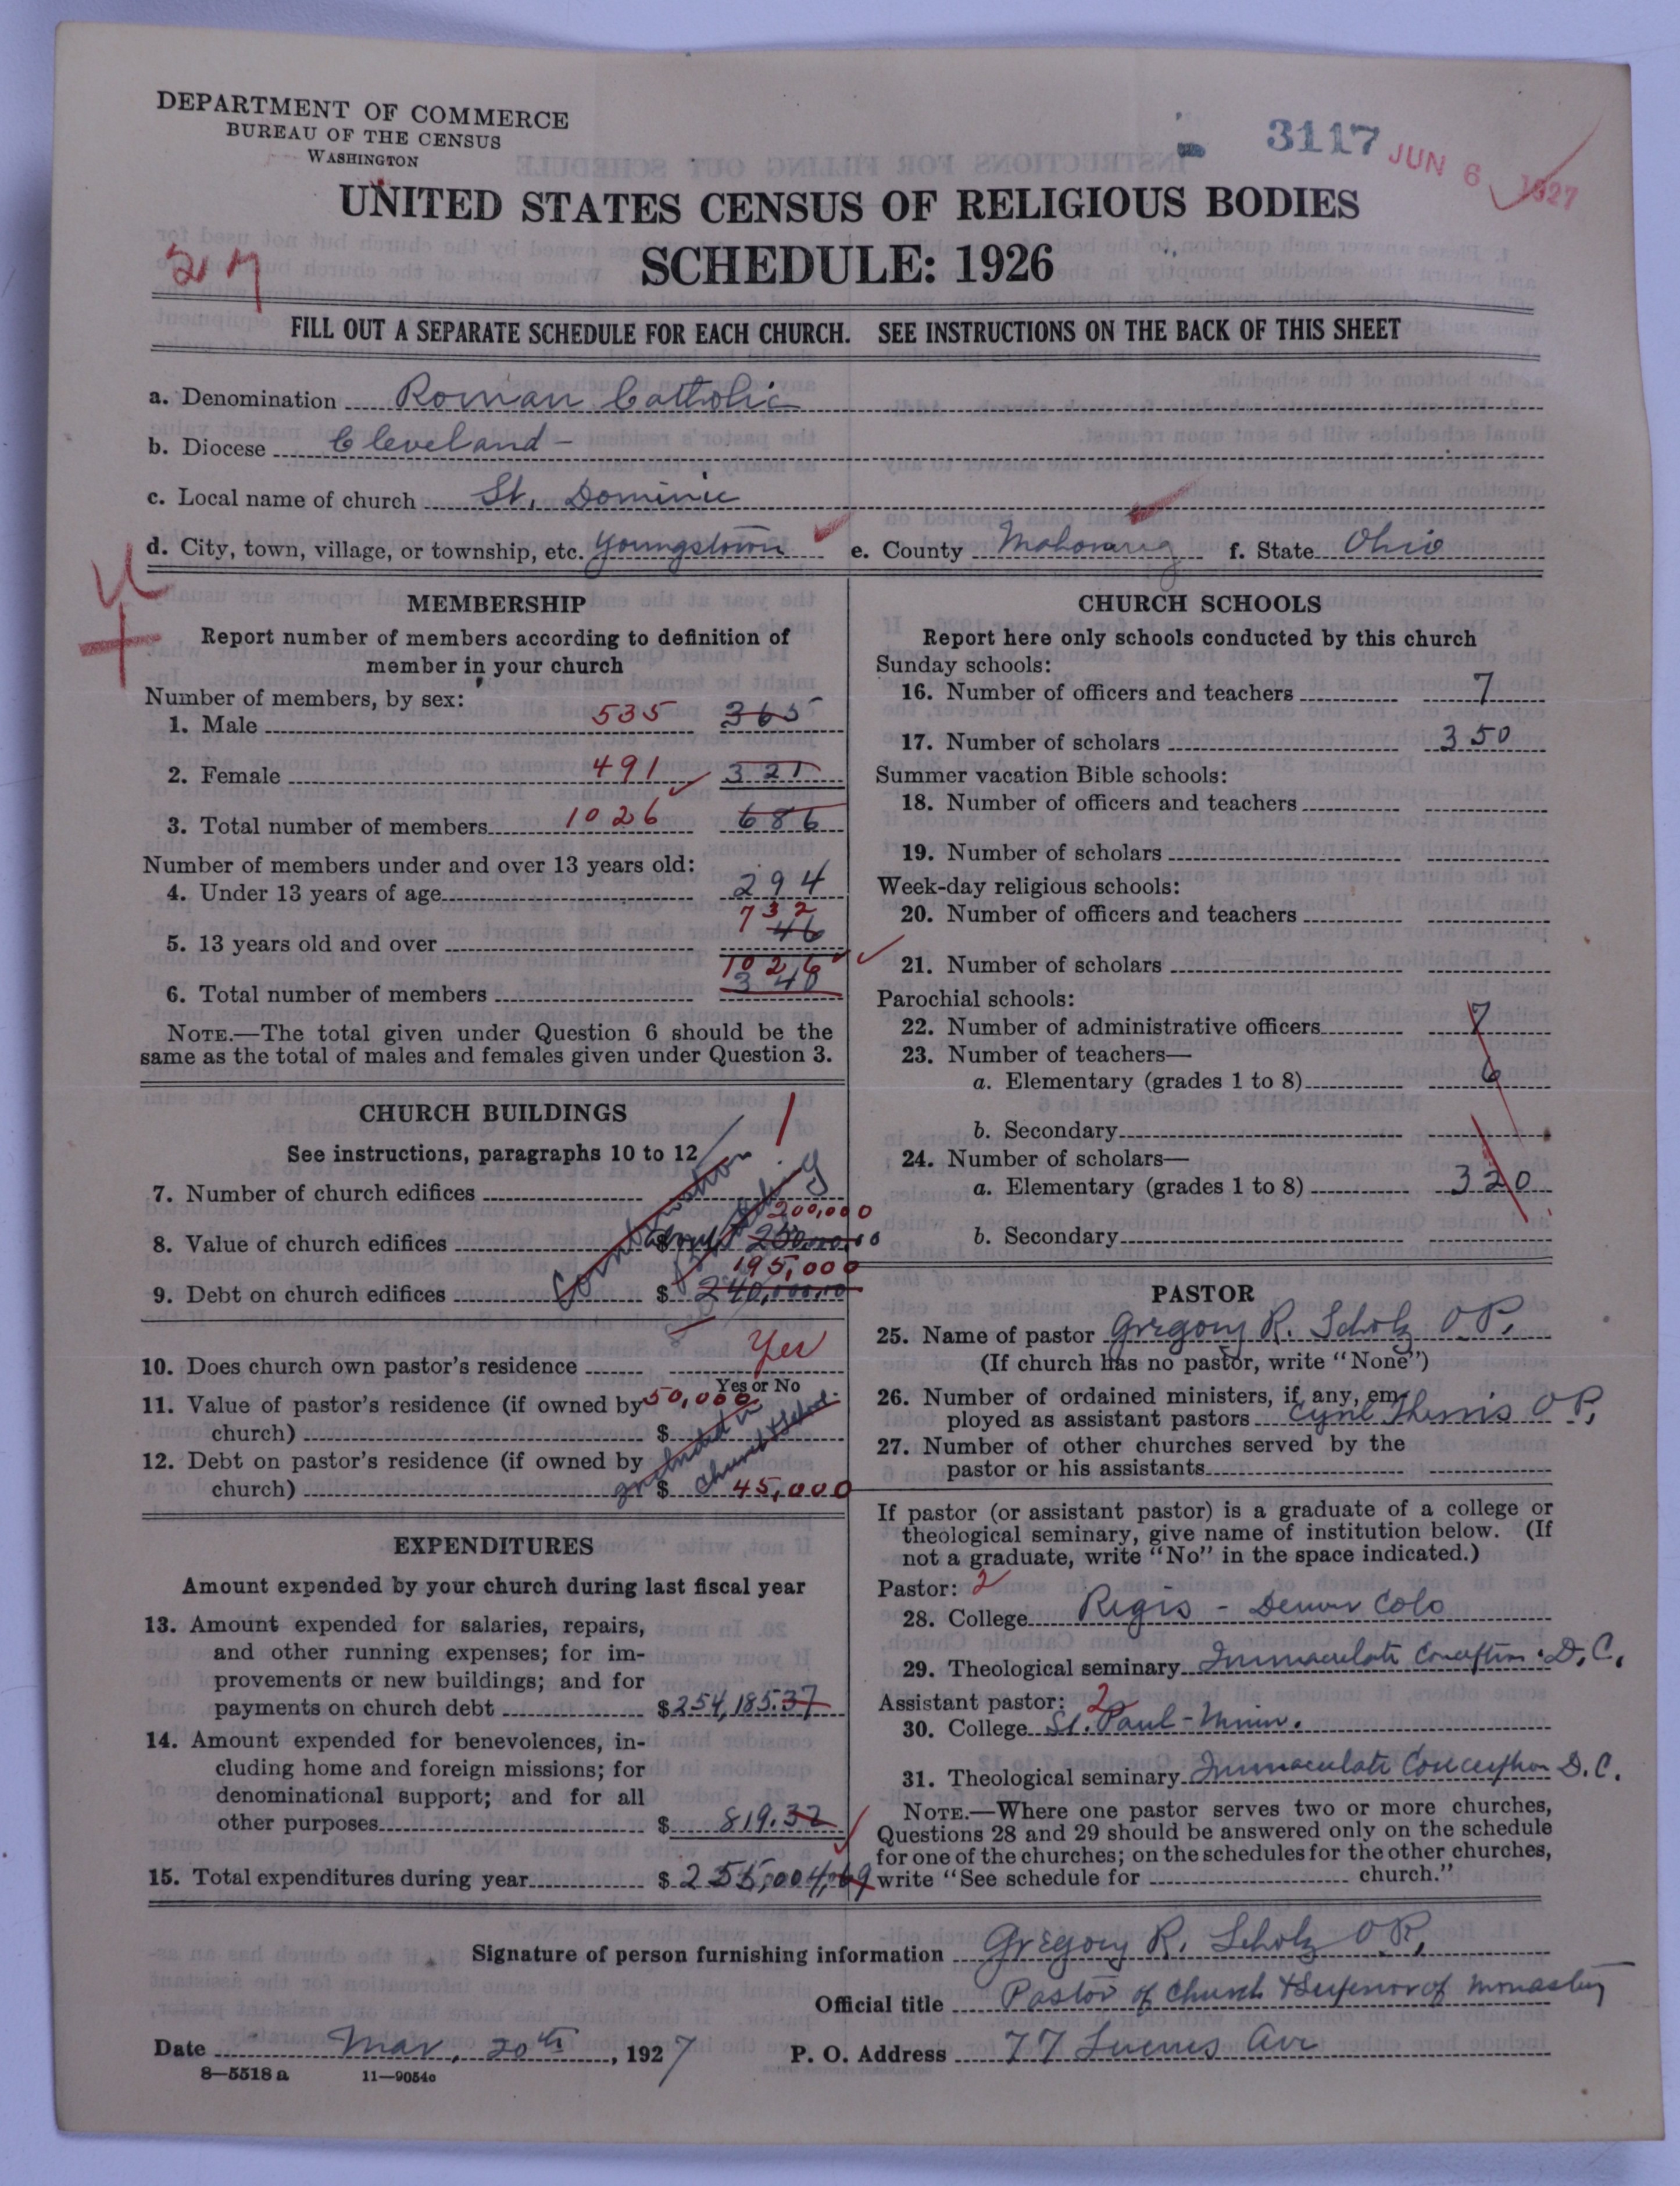 DEPARTMENT OF COMMERCE
BUREAU OF THE CENSUS
WASHINGTON
3117
JUN 6 1927
UNITED STATES CENSUS OF RELIGIOUS BODIES
SCHEDULE: 1926
FILL OUT A SEPARATE SCHEDULE FOR EACH CHURCH. SEE INSTRUCTIONS ON THE BACK OF THIS SHEET
a. Denomination Roman Catholic
b. Diocese Cleveland -
c. Local name of church St. Dominic
d. City, town, village, or township, etc. Youngstown e. County Mahoning f. State Ohio
MEMBERSHIP
Report number of members according to definition of
member in your church
Number of members, by sex:
1. Male 535 365
2. Female 491 321
3. Total number of members 1026 686
Number of members under and over 13 years old:
4. Under 13 years of age 294
732
5. 13 years old and over 46
1026
6. Total number of members 340
NOTE.—The total given under Question 6 should be the
same as the total of males and females given under Question 3.
CHURCH BUILDINGS
1
See instructions, paragraphs 10 to 12
Combination
7. Number of church edifices
200,000
8. Value of church edifices $
195,000
9. Debt on church edifices $ 240,000.00
10. Does church own pastor's residence Yes
Yes or No
11. Value of pastor's residence (if owned by 50,000
church) $
12. Debt on pastor's residence (if owned by
church) $ 45,000
included in church & school
EXPENDITURES
Amount expended by your church during last fiscal year
13. Amount expended for salaries, repairs,
and other running expenses; for im-
provements or new buildings; and for
payments on church debt $254,185.37
14. Amount expended for benevolences, in-
cluding home and foreign missions; for
denominational support; and for all
other purposes $ 819.32
15. Total expenditures during year $ 255,004.69
CHURCH SCHOOLS
Report here only schools conducted by this church
Sunday schools:
16. Number of officers and teachers 7
17. Number of scholars 350
Summer vacation Bible schools:
18. Number of officers and teachers
19. Number of scholars
Week-day religious schools:
20. Number of officers and teachers
21. Number of scholars
Parochial schools:
22. Number of administrative officers 7
23. Number of teachers—
a. Elementary (grades 1 to 8) 6
b. Secondary
24. Number of scholars—
a. Elementary (grades 1 to 8) 320
b. Secondary
PASTOR
25. Name of pastor Gregory R. Scholz O.P.
(If church has no pastor, write "None")
26. Number of ordained ministers, if any, em-
ployed as assistant pastors Cyril O.P.
27. Number of other churches served by the
pastor or his assistants
If pastor (or assistant pastor) is a graduate of a college or
theological seminary, give name of institution below. (If
not a graduate, write "No" in the space indicated.)
Pastor: 2
28. College Regis - Denver Colo
29. Theological seminary Immaculate Conception D.C.
Assistant pastor: 2
30. College St. Paul - Minn.
31. Theological seminary Immaculate Conception D.C.
NOTE.—Where one pastor serves two or more churches,
Questions 28 and 29 should be answered only on the schedule
for one of the churches; on the schedules for the other churches,
write "See schedule for church."
Signature of person furnishing information Gregory R. Scholz O.P.
Official title Pastor of Church & Superior of Monastery
Date Mar. 20th, 1927 P. O. Address 77 Ave
8—5518 a 11—9054c